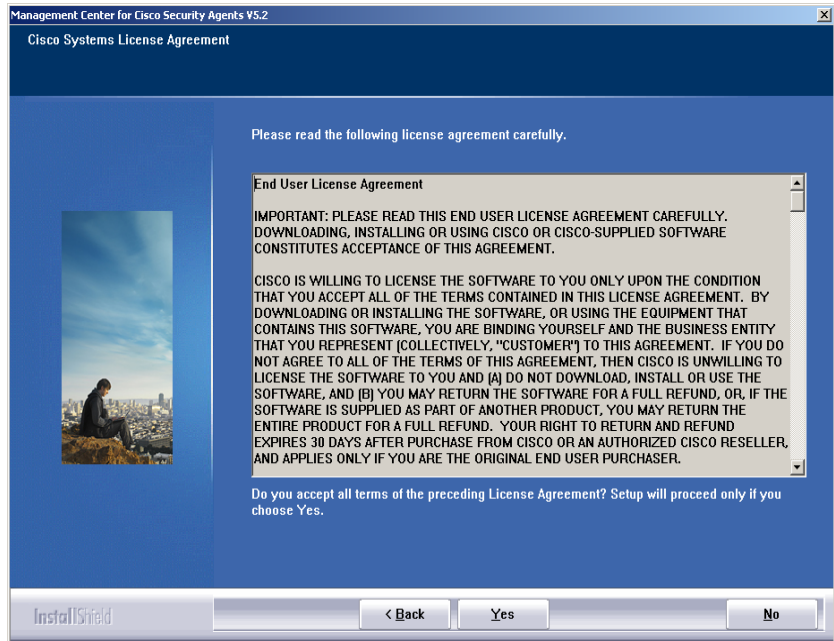 Management Center for Cisco Security Agents V5.2
Cisco Systems License Agreement
Please read the following license agreement carefully.
End User License Agreement
IMPORTANT: PLEASE READ THIS END USER LICENSE AGREEMENT CAREFULLY.
DOWNLOADING, INSTALLING OR USING CISCO OR CISCO-SUPPLIED SOFTWARE
CONSTITUTES ACCEPTANCE OF THIS AGREEMENT.
CISCO IS WILLING TO LICENSE THE SOFTWARE TO YOU ONLY UPON THE CONDITION
THAT YOU ACCEPT ALL OF THE TERMS CONTAINED IN THIS LICENSE AGREEMENT. BY
DOWNLOADING OR INSTALLING THE SOFTWARE, OR USING THE EQUIPMENT THAT
CONTAINS THIS SOFTWARE, YOU ARE BINDING YOURSELF AND THE BUSINESS ENTITY
THAT YOU REPRESENT (COLLECTIVELY, "CUSTOMER") TO THIS AGREEMENT. IF YOU DO
NOT AGREE TO ALL OF THE TERMS OF THIS AGREEMENT, THEN CISCO IS UNWILLING TO
LICENSE THE SOFTWARE TO YOU AND (A) DO NOT DOWNLOAD, INSTALL OR USE THE
SOFTWARE, AND (B) YOU MAY RETURN THE SOFTWARE FOR A FULL REFUND, OR, IF THE
SOFTWARE IS SUPPLIED AS PART OF ANOTHER PRODUCT, YOU MAY RETURN THE
ENTIRE PRODUCT FOR A FULL REFUND. YOUR RIGHT TO RETURN AND REFUND
EXPIRES 30 DAYS AFTER PURCHASE FROM CISCO OR AN AUTHORIZED CISCO RESELLER,
AND APPLIES ONLY IF YOU ARE THE ORIGINAL END USER PURCHASER.
Do you accept all terms of the preceding License Agreement? Setup will proceed only if you
choose Yes.
InstallShield
< Back
Yes
No